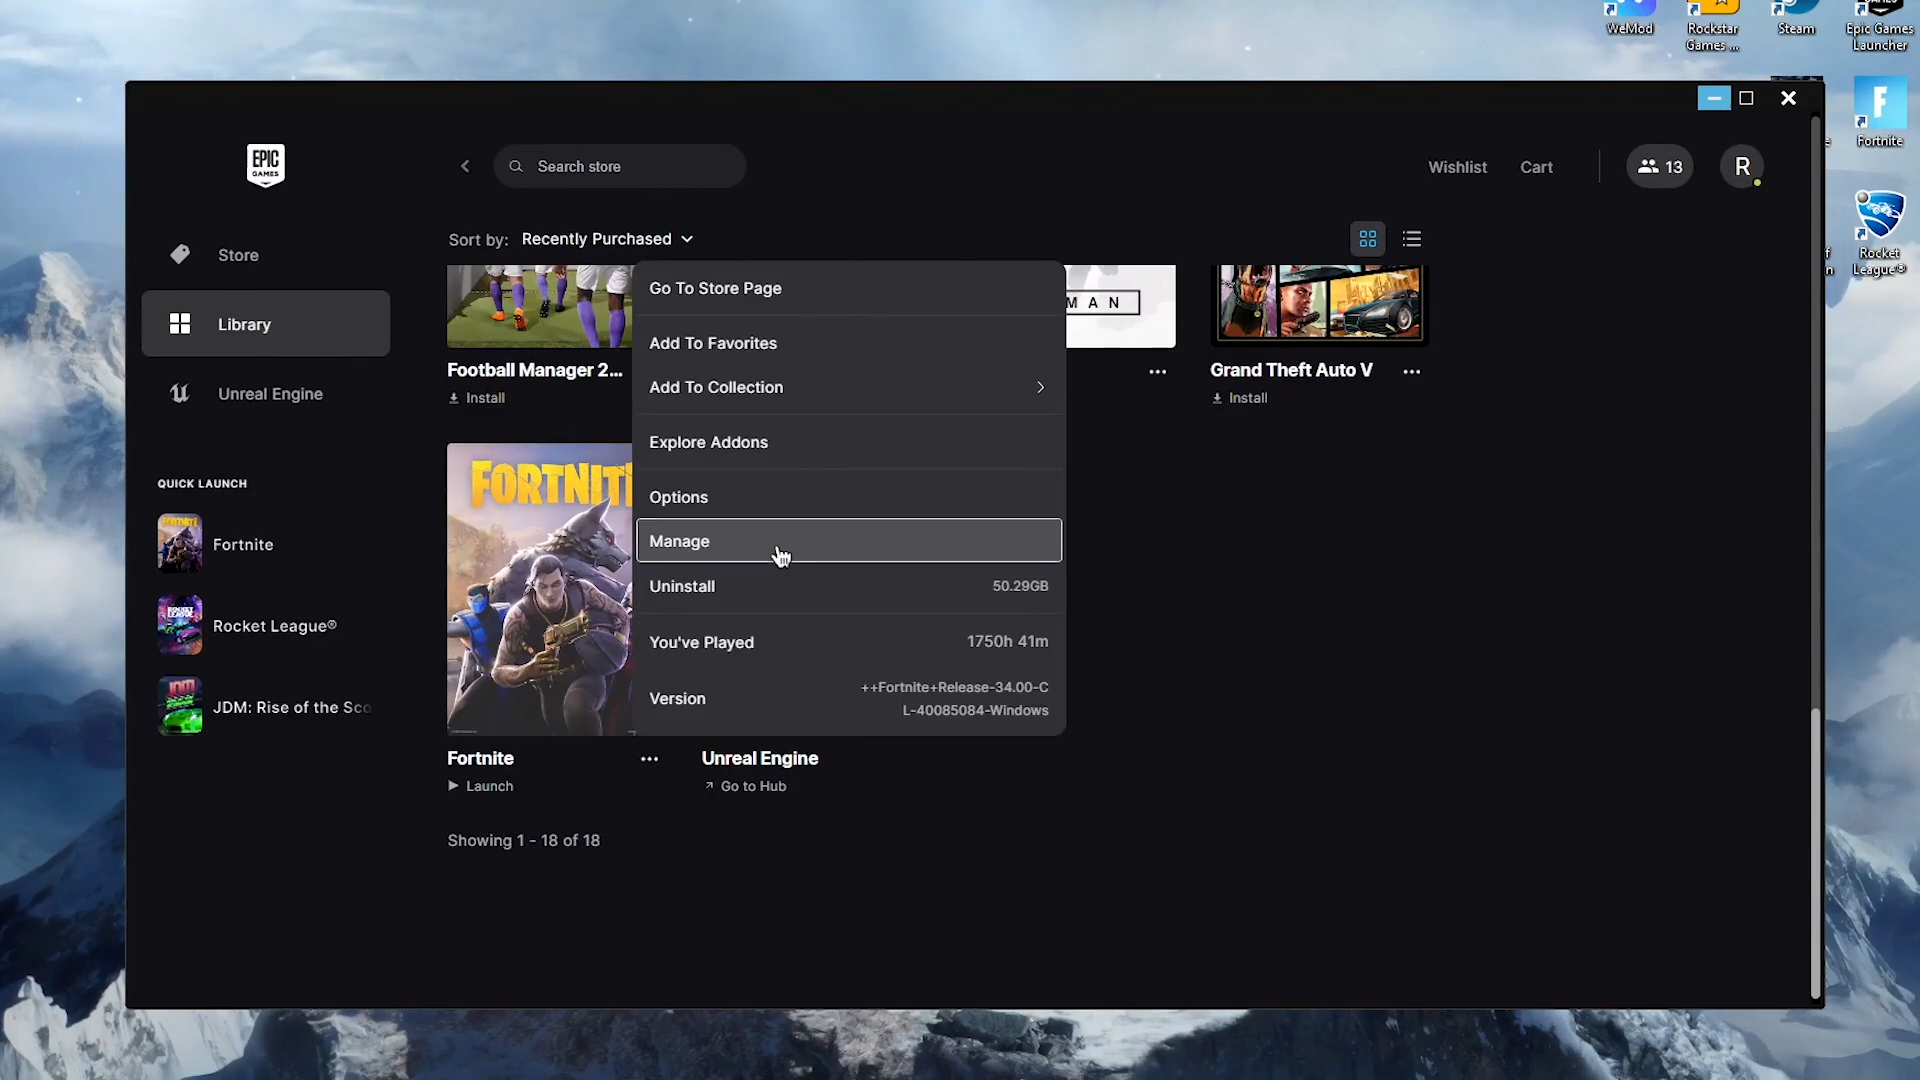 WeMod
Rockstar
Games ...
Steam
Epic Games
Launcher
Fortnite
Rocket
League®
EPIC
GAMES
Search store
Wishlist
Cart
13
R
Store
Library
Unreal Engine
QUICK LAUNCH
Fortnite
Rocket League®
JDM: Rise of the Sco
Sort by: Recently Purchased
Football Manager 2...
Install
MAN
Grand Theft Auto V
Install
Go To Store Page
Add To Favorites
Add To Collection
Explore Addons
Options
Manage
Uninstall 50.29GB
You've Played 1750h 41m
Version ++Fortnite+Release-34.00-C
L-40085084-Windows
FORTNIT
Fortnite
Launch
Unreal Engine
Go to Hub
Showing 1 - 18 of 18